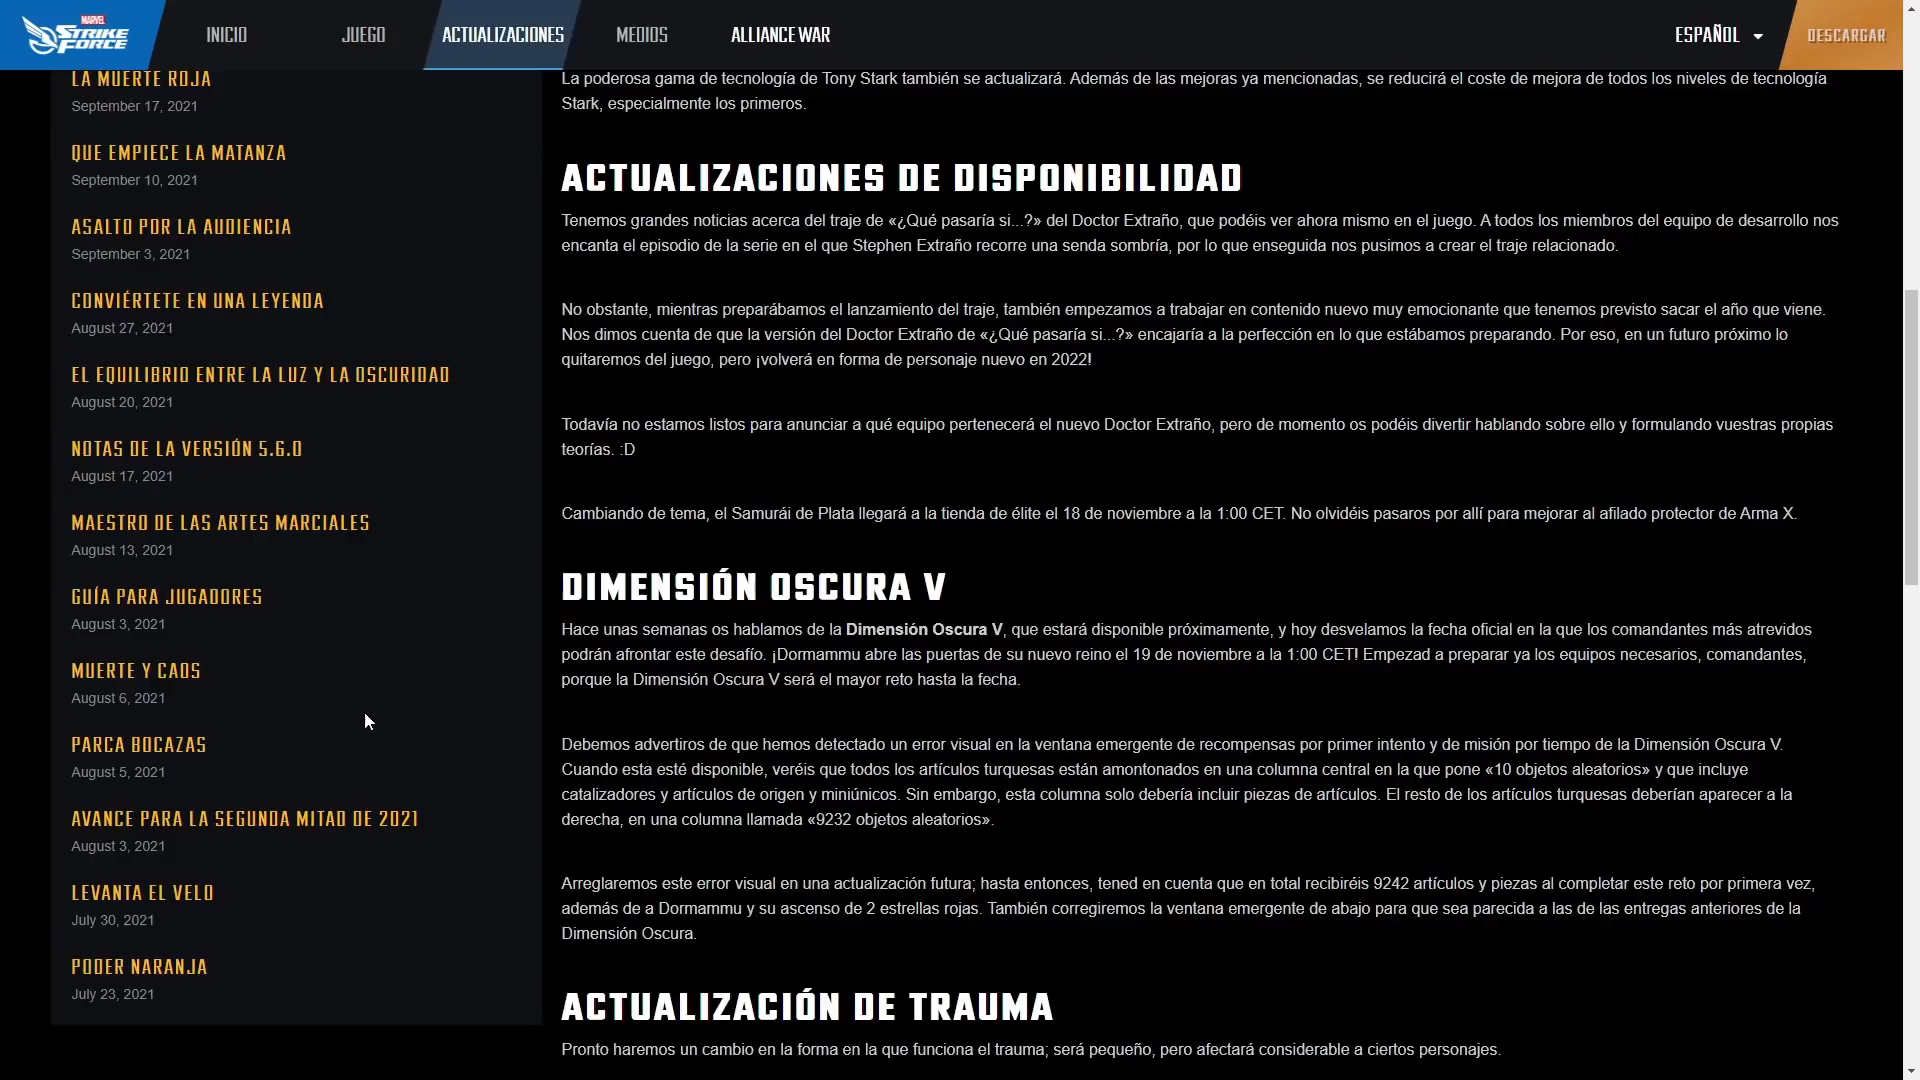 MARVEL
STRIKE
FORCE
INICIO
JUEGO
ACTUALIZACIONES
MEDIOS
ALLIANCE WAR
ESPAÑOL
DESCARGAR
LA MUERTE ROJA
September 17, 2021
QUE EMPIECE LA MATANZA
September 10, 2021
ASALTO POR LA AUDIENCIA
September 3, 2021
CONVIÉRTETE EN UNA LEYENDA
August 27, 2021
EL EQUILIBRIO ENTRE LA LUZ Y LA OSCURIDAD
August 20, 2021
NOTAS DE LA VERSIÓN 5.6.0
August 17, 2021
MAESTRO DE LAS ARTES MARCIALES
August 13, 2021
GUÍA PARA JUGADORES
August 3, 2021
MUERTE Y CAOS
August 6, 2021
PARCA BOCAZAS
August 5, 2021
AVANCE PARA LA SEGUNDA MITAD DE 2021
August 3, 2021
LEVANTA EL VELO
July 30, 2021
PODER NARANJA
July 23, 2021
La poderosa gama de tecnología de Tony Stark también se actualizará. Además de las mejoras ya mencionadas, se reducirá el coste de mejora de todos los niveles de tecnología
Stark, especialmente los primeros.
ACTUALIZACIONES DE DISPONIBILIDAD
Tenemos grandes noticias acerca del traje de «¿Qué pasaría si...?» del Doctor Extraño, que podéis ver ahora mismo en el juego. A todos los miembros del equipo de desarrollo nos
encanta el episodio de la serie en el que Stephen Extraño recorre una senda sombría, por lo que enseguida nos pusimos a crear el traje relacionado.
No obstante, mientras preparábamos el lanzamiento del traje, también empezamos a trabajar en contenido nuevo muy emocionante que tenemos previsto sacar el año que viene.
Nos dimos cuenta de que la versión del Doctor Extraño de «¿Qué pasaría si...?» encajaría a la perfección en lo que estábamos preparando. Por eso, en un futuro próximo lo
quitaremos del juego, pero ¡volverá en forma de personaje nuevo en 2022!
Todavía no estamos listos para anunciar a qué equipo pertenecerá el nuevo Doctor Extraño, pero de momento os podéis divertir hablando sobre ello y formulando vuestras propias
teorías. :D
Cambiando de tema, el Samurái de Plata llegará a la tienda de élite el 18 de noviembre a la 1:00 CET. No olvidéis pasaros por allí para mejorar al afilado protector de Arma X.
DIMENSIÓN OSCURA V
Hace unas semanas os hablamos de la Dimensión Oscura V, que estará disponible próximamente, y hoy desvelamos la fecha oficial en la que los comandantes más atrevidos
podrán afrontar este desafío. ¡Dormammu abre las puertas de su nuevo reino el 19 de noviembre a la 1:00 CET! Empezad a preparar ya los equipos necesarios, comandantes,
porque la Dimensión Oscura V será el mayor reto hasta la fecha.
Debemos advertiros de que hemos detectado un error visual en la ventana emergente de recompensas por primer intento y de misión por tiempo de la Dimensión Oscura V.
Cuando esta esté disponible, veréis que todos los artículos turquesas están amontonados en una columna central en la que pone «10 objetos aleatorios» y que incluye
catalizadores y artículos de origen y miniúnicos. Sin embargo, esta columna solo debería incluir piezas de artículos. El resto de los artículos turquesas deberían aparecer a la
derecha, en una columna llamada «9232 objetos aleatorios».
Arreglaremos este error visual en una actualización futura; hasta entonces, tened en cuenta que en total recibiréis 9242 artículos y piezas al completar este reto por primera vez,
además de a Dormammu y su ascenso de 2 estrellas rojas. También corregiremos la ventana emergente de abajo para que sea parecida a las de las entregas anteriores de la
Dimensión Oscura.
ACTUALIZACIÓN DE TRAUMA
Pronto haremos un cambio en la forma en la que funciona el trauma; será pequeño, pero afectará considerable a ciertos personajes.